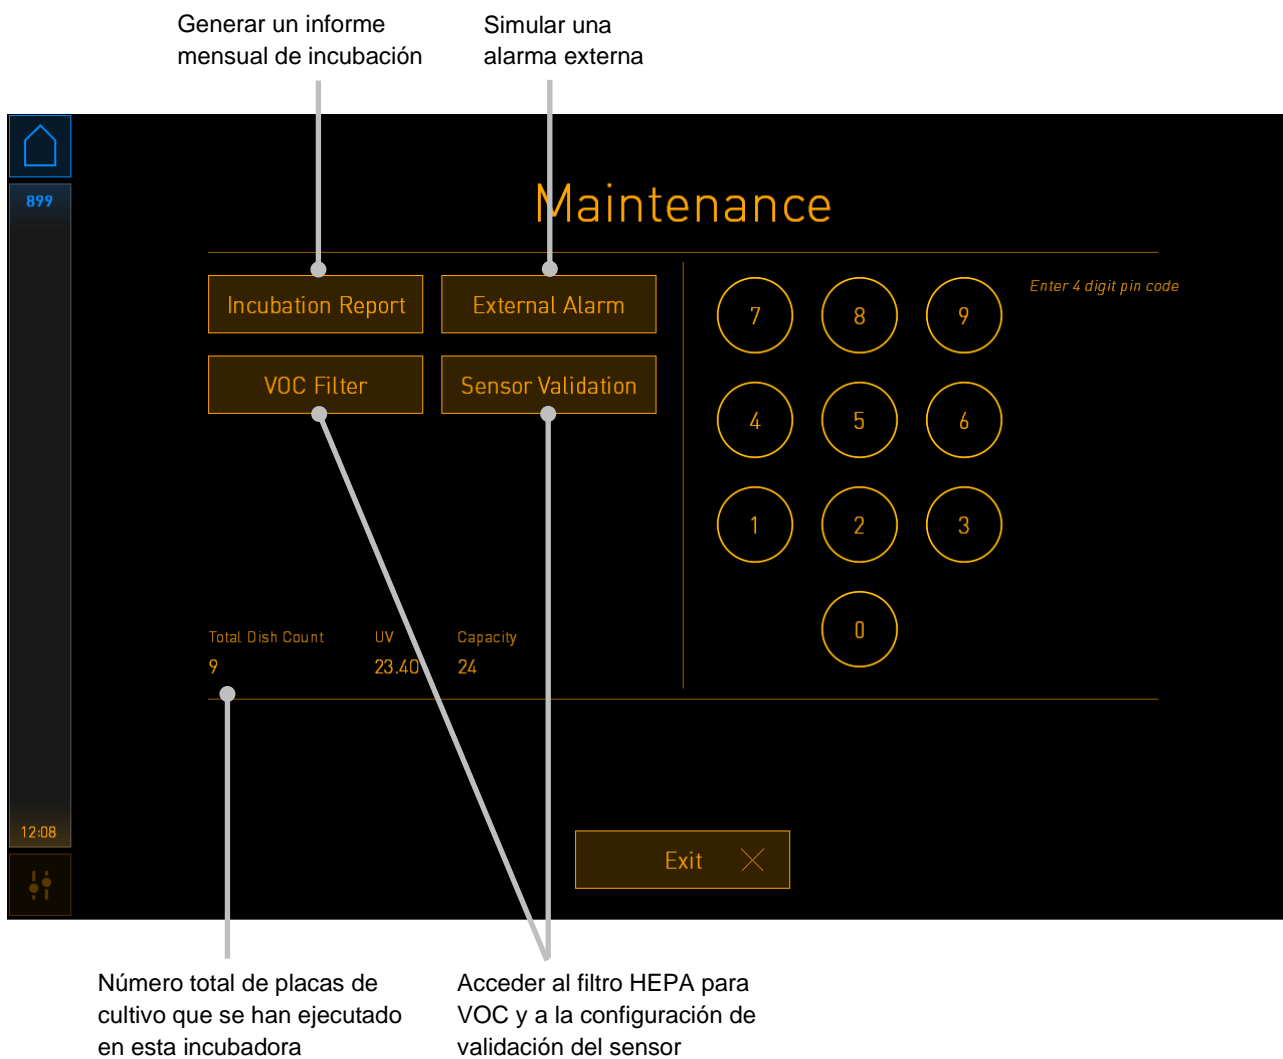 Generar un informe
mensual de incubación
Simular una
alarma externa
899
Maintenance
Incubation Report
External Alarm
Enter 4 digit pin code
7 8 9
VOC Filter
Sensor Validation
4 5 6
1 2 3
0
Total Dish Count UV Capacity
9 23.40 24
12:08
Exit
Número total de placas de
cultivo que se han ejecutado
en esta incubadora
Acceder al filtro HEPA para
VOC y a la configuración de
validación del sensor